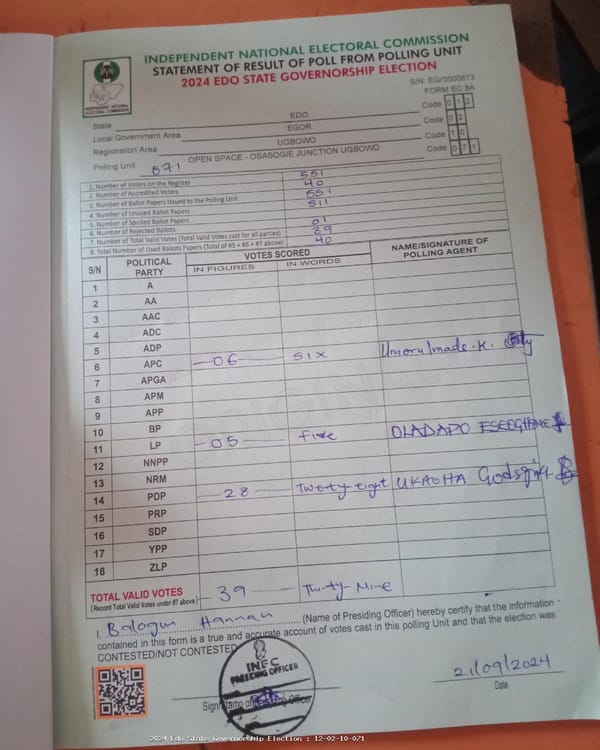 INDEPENDENT NATIONAL ELECTORAL COMMISSION
STATEMENT OF RESULT OF POLL FROM POLLING UNIT
2024 EDO STATE GOVERNORSHIP ELECTION
INDEPENDENT NATIONAL ELECTORAL COMMISSION
S/N: EG/0000673
FORM EC 8A
State EDO Code 0 1 2
Local Government Area EGOR Code 0 2
Registration Area UGBOWO Code 1 0
Polling Unit 071 OPEN SPACE - OSASOGIE JUNCTION UGBOWO Code 0 7 1
1. Number of Voters on the Register 551
2. Number of Accredited Voters 40
3. Number of Ballot Papers Issued to the Polling Unit 551
4. Number of Unused Ballot Papers 511
5. Number of Spoiled Ballot Papers
6. Number of Rejected Ballots 01
7. Number of Total Valid Votes (Total Valid Votes cast for all parties) 39
8. Total Number of Used Ballots Papers (Total of #5 + #6 + #7 above) 40
S/N POLITICAL PARTY VOTES SCORED NAME/SIGNATURE OF POLLING AGENT
IN FIGURES IN WORDS
1 A
2 AA
3 AAC
4 ADC
5 ADP
6 APC 06 SIX Umoru Imade. K.
7 APGA
8 APM
9 APP
10 BP
11 LP 05 Five OLADAPO ESEOGHENE
12 NNPP
13 NRM
14 PDP 28 Twenty eight UKAOHA Godsgift
15 PRP
16 SDP
17 YPP
18 ZLP
TOTAL VALID VOTES 39 Thirty-Nine
(Record Total Valid Votes under #7 above)
I, Balogun Hannah (Name of Presiding Officer) hereby certify that the information
contained in this form is a true and accurate account of votes cast in this polling Unit and that the election was
CONTESTED/NOT CONTESTED
INEC
PRESIDING OFFICER
21/09/2024
Date
2024 Edo State Governorship Election : 12-02-10-071